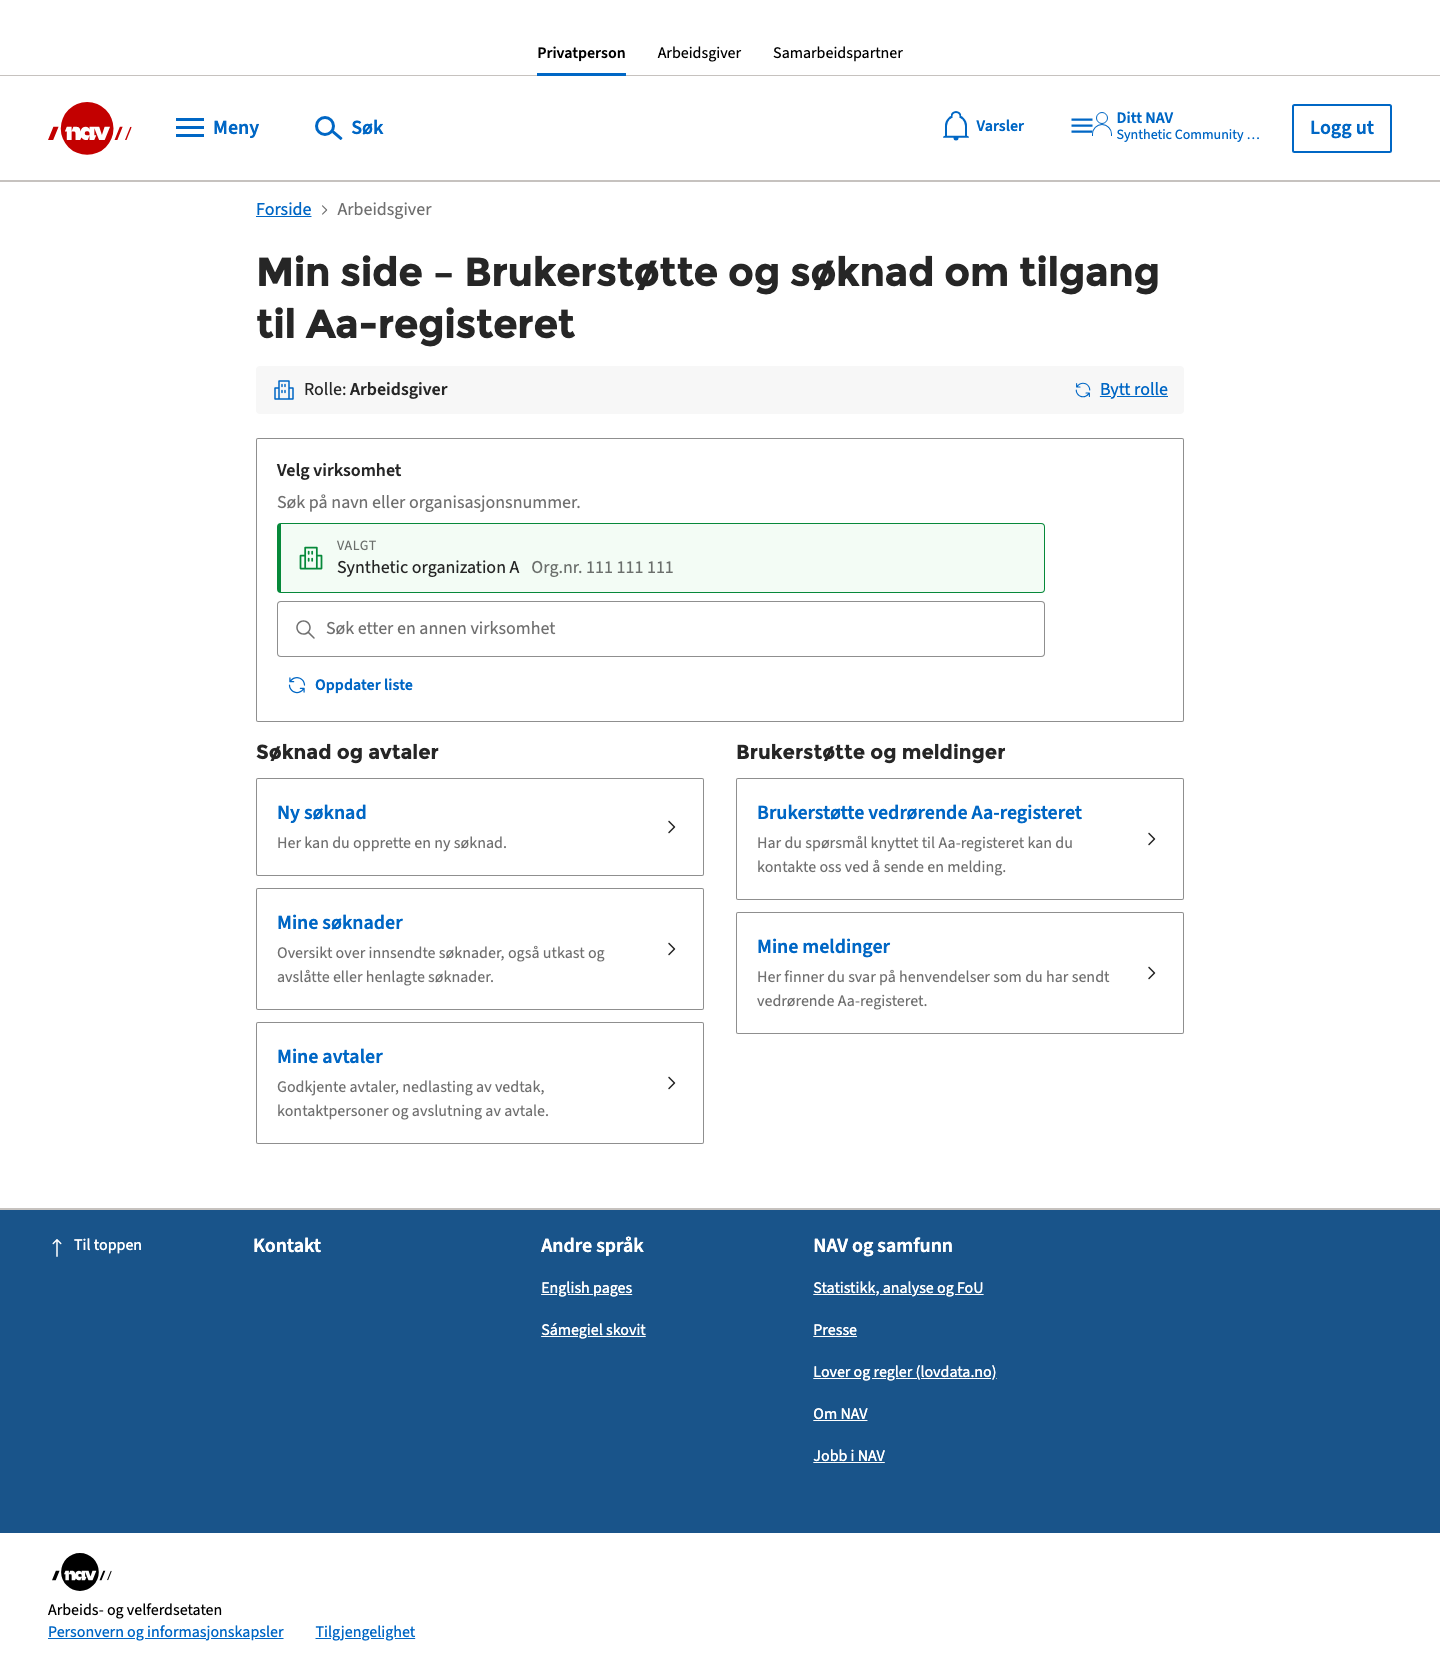 Privatperson
Arbeidsgiver
Samarbeidspartner
nav
Meny
Søk
Varsler
Ditt NAV
Synthetic Community ...
Logg ut
Forside
Arbeidsgiver
Min side – Brukerstøtte og søknad om tilgang
til Aa-registeret
Rolle: Arbeidsgiver
Bytt rolle
Velg virksomhet
Søk på navn eller organisasjonsnummer.
VALGT
Synthetic organization A Org.nr. 111 111 111
Søk etter en annen virksomhet
Oppdater liste
Søknad og avtaler
Ny søknad
Her kan du opprette en ny søknad.
Mine søknader
Oversikt over innsendte søknader, også utkast og
avslåtte eller henlagte søknader.
Mine avtaler
Godkjente avtaler, nedlasting av vedtak,
kontaktpersoner og avslutning av avtale.
Brukerstøtte og meldinger
Brukerstøtte vedrørende Aa-registeret
Har du spørsmål knyttet til Aa-registeret kan du
kontakte oss ved å sende en melding.
Mine meldinger
Her finner du svar på henvendelser som du har sendt
vedrørende Aa-registeret.
Til toppen
Kontakt
Andre språk
English pages
Sámegiel skovit
NAV og samfunn
Statistikk, analyse og FoU
Presse
Lover og regler (lovdata.no)
Om NAV
Jobb i NAV
nav
Arbeids- og velferdsetaten
Personvern og informasjonskapsler
Tilgjengelighet